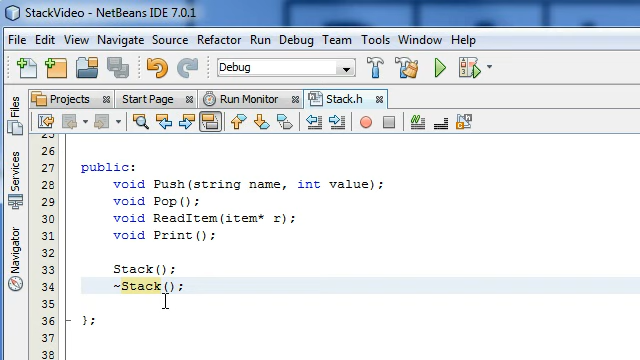 StackVideo - NetBeans IDE 7.0.1
File Edit View Navigate Source Refactor Run Debug Team Tools Window Help
Debug
Projects Start Page Run Monitor Stack.h
Files
Services
Navigator
25
26
27 public:
28 void Push(string name, int value);
29 void Pop();
30 void ReadItem(item* r);
31 void Print();
32
33 Stack();
34 ~Stack();
35
36 };
37
38